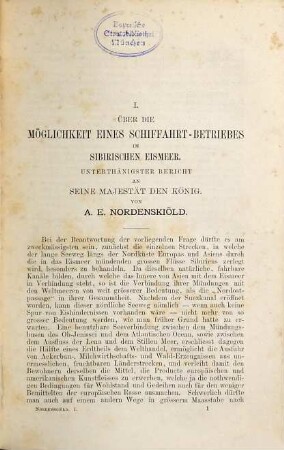 Bayerische
Staatsbibliothek
München
I.
ÜBER DIE
MÖGLICHKEIT EINES SCHIFFAHRT-BETRIEBES
IM
SIBIRISCHEN EISMEER.
UNTERTHÄNIGSTER BERICHT
AN
SEINE MAJESTÄT DEN KÖNIG.
VON
A. E. NORDENSKIÖLD.
Bei der Beantwortung der vorliegenden Frage dürfte es am
zweckmässigsten sein, zunächst die einzelnen Strecken, in welche
der lange Seeweg längs der Nordküste Europas und Asiens durch
die in das Eismeer mündenden grossen Flüsse Sibiriens zerlegt
wird, besonders zu behandeln. Da dieselben natürliche, fahrbare
Kanäle bilden, durch welche das Innere von Asien mit dem Eismeer
in Verbindung steht, so ist die Verbindung ihrer Mündungen mit
den Weltmeeren von weit grösserer Bedeutung, als die „Nordost-
passage" in ihrer Gesammtheit. Nachdem der Suezkanal eröffnet
worden, kann dieser nördliche Seeweg nämlich — wenn auch keine
Spur von Eishindernissen vorhanden wäre — nicht mehr von so
grosser Bedeutung werden, wie man früher Grund hatte zu er-
warten. Eine benutzbare Seeverbindung zwischen dem Mündungs-
busen des Ob-Jenissej und dem Atlantischen Ocean, sowie zwischen
dem Ausfluss der Lena und dem Stillen Meer, erschliesst dagegen
die Hälfte eines Erdtheils dem Welthandel, ermöglicht die Ausfuhr
von Ackerbau-, Milchwirthschafts- und Wald-Erzeugnissen aus un-
ermesslichen, fruchtbaren Länderstrecken, und verleiht damit den
Bewohnern derselben die Mittel, die Producte europäischen und
amerikanischen Kunstfleisses zu erwerben, welche ja die nothwendi-
gen Bedingungen für Wohlstand und Gedeihen auch für den weniger
Bemittelten der europäischen Rasse ausmachen. Schwerlich dürfte
man auch auf einem andern Wege in grösserm Maassstabe nach
NORDENSKIÖLD. I. 1